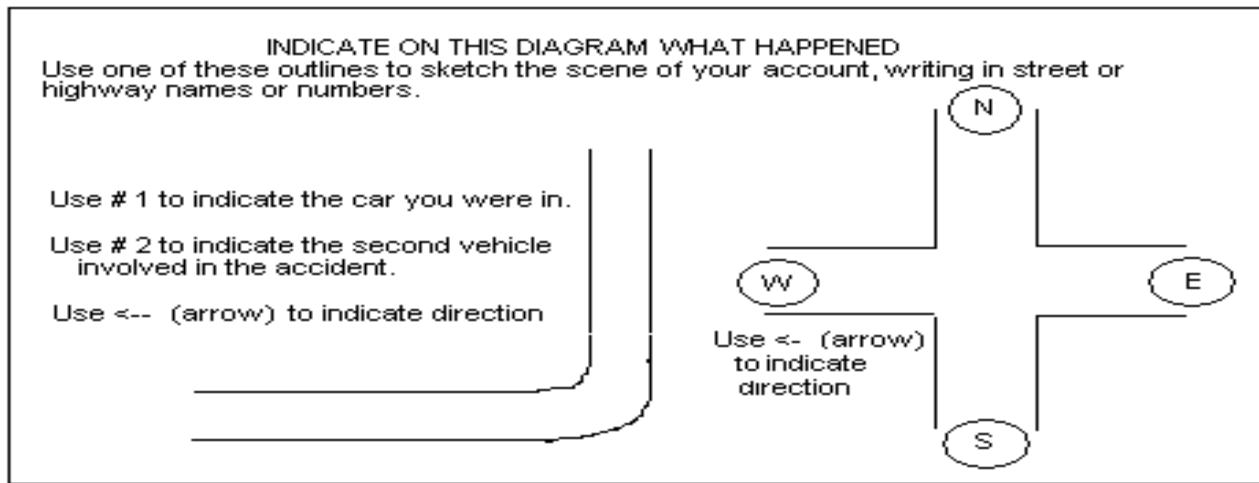 INDICATE ON THIS DIAGRAM WHAT HAPPENED
Use one of these outlines to sketch the scene of your account, writing in street or
highway names or numbers.
N
Use # 1 to indicate the car you were in.
Use # 2 to indicate the second vehicle
involved in the accident.
W
E
Use <-- (arrow) to indicate direction
Use <- (arrow)
to indicate
direction
S